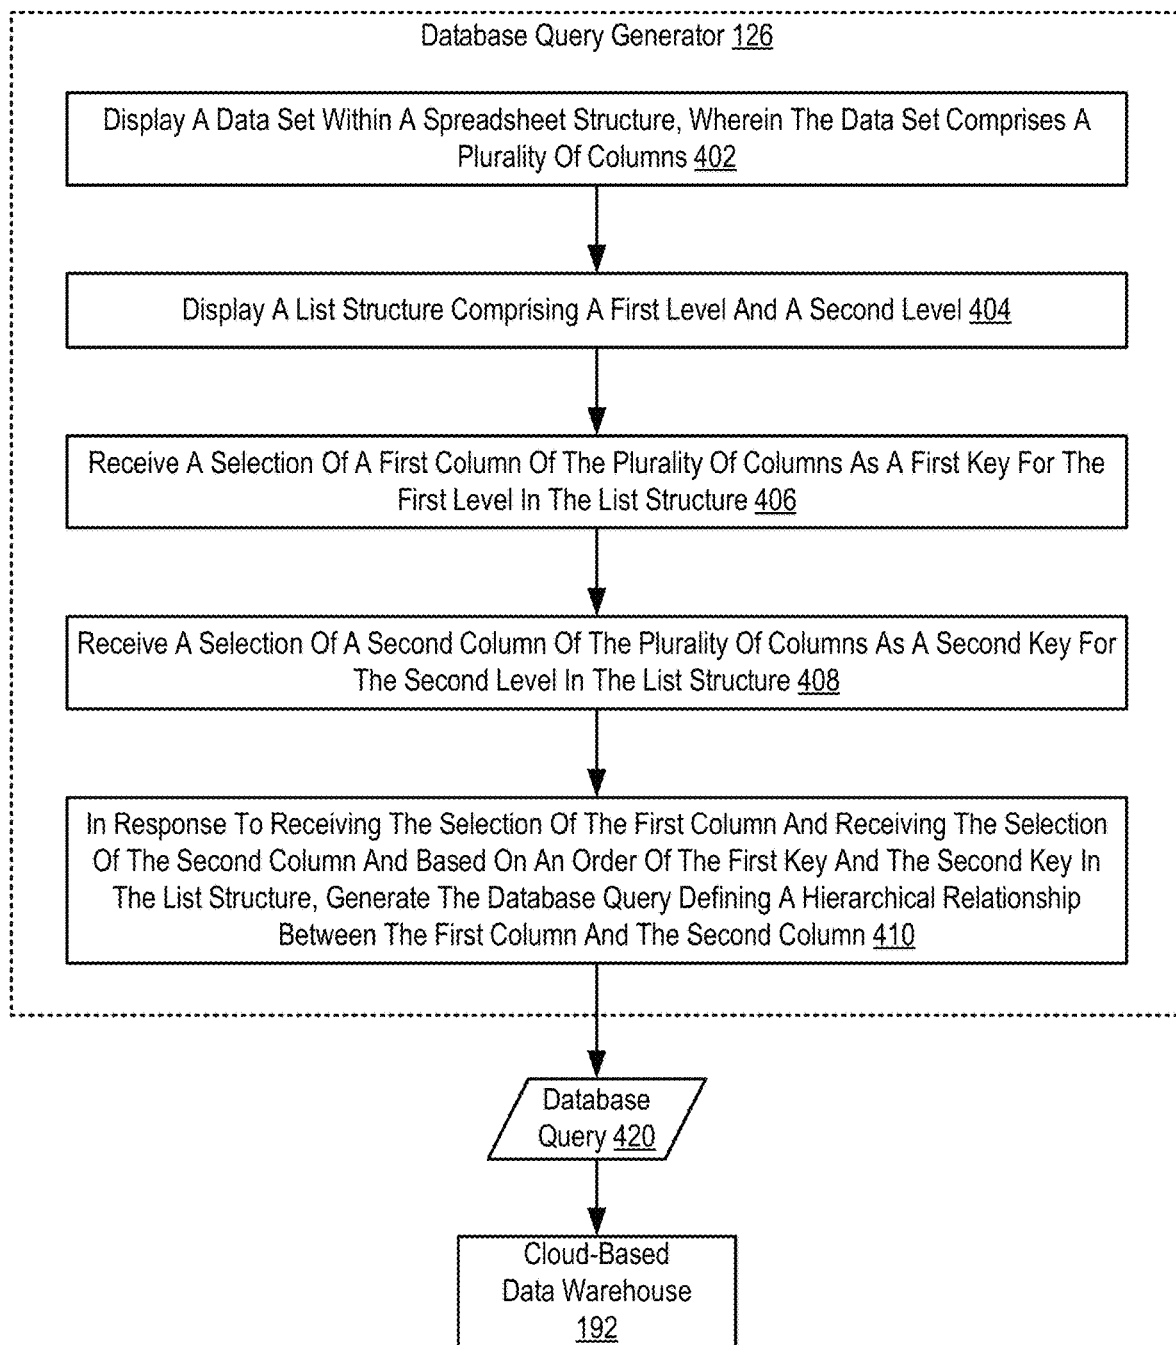 Database Query Generator 126
Display A Data Set Within A Spreadsheet Structure, Wherein The Data Set Comprises A
Plurality Of Columns 402
Display A List Structure Comprising A First Level And A Second Level 404
Receive A Selection Of A First Column Of The Plurality Of Columns As A First Key For The
First Level In The List Structure 406
Receive A Selection Of A Second Column Of The Plurality Of Columns As A Second Key For
The Second Level In The List Structure 408
In Response To Receiving The Selection Of The First Column And Receiving The Selection
Of The Second Column And Based On An Order Of The First Key And The Second Key In
The List Structure, Generate The Database Query Defining A Hierarchical Relationship
Between The First Column And The Second Column 410
Database
Query 420
Cloud-Based
Data Warehouse
192